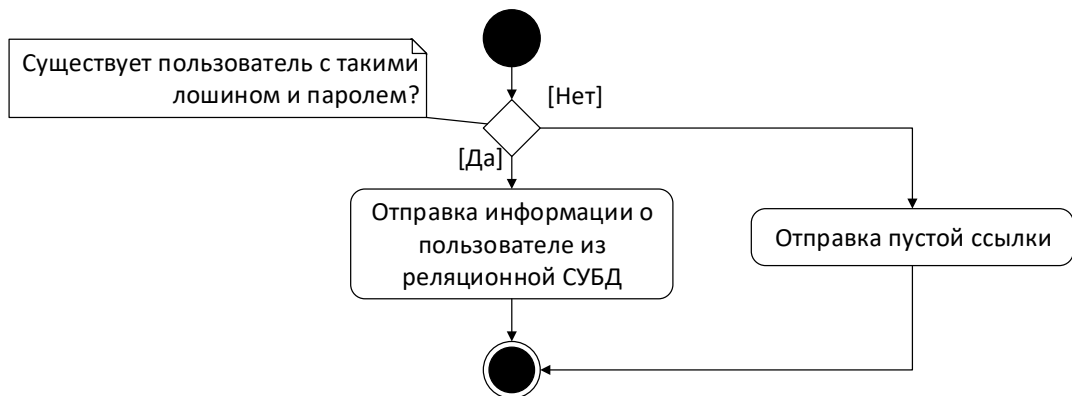 Существует пользователь с такими
лошином и паролем?
[Нет]
[Да]
Отправка информации о
пользователе из
реляционной СУБД
Отправка пустой ссылки